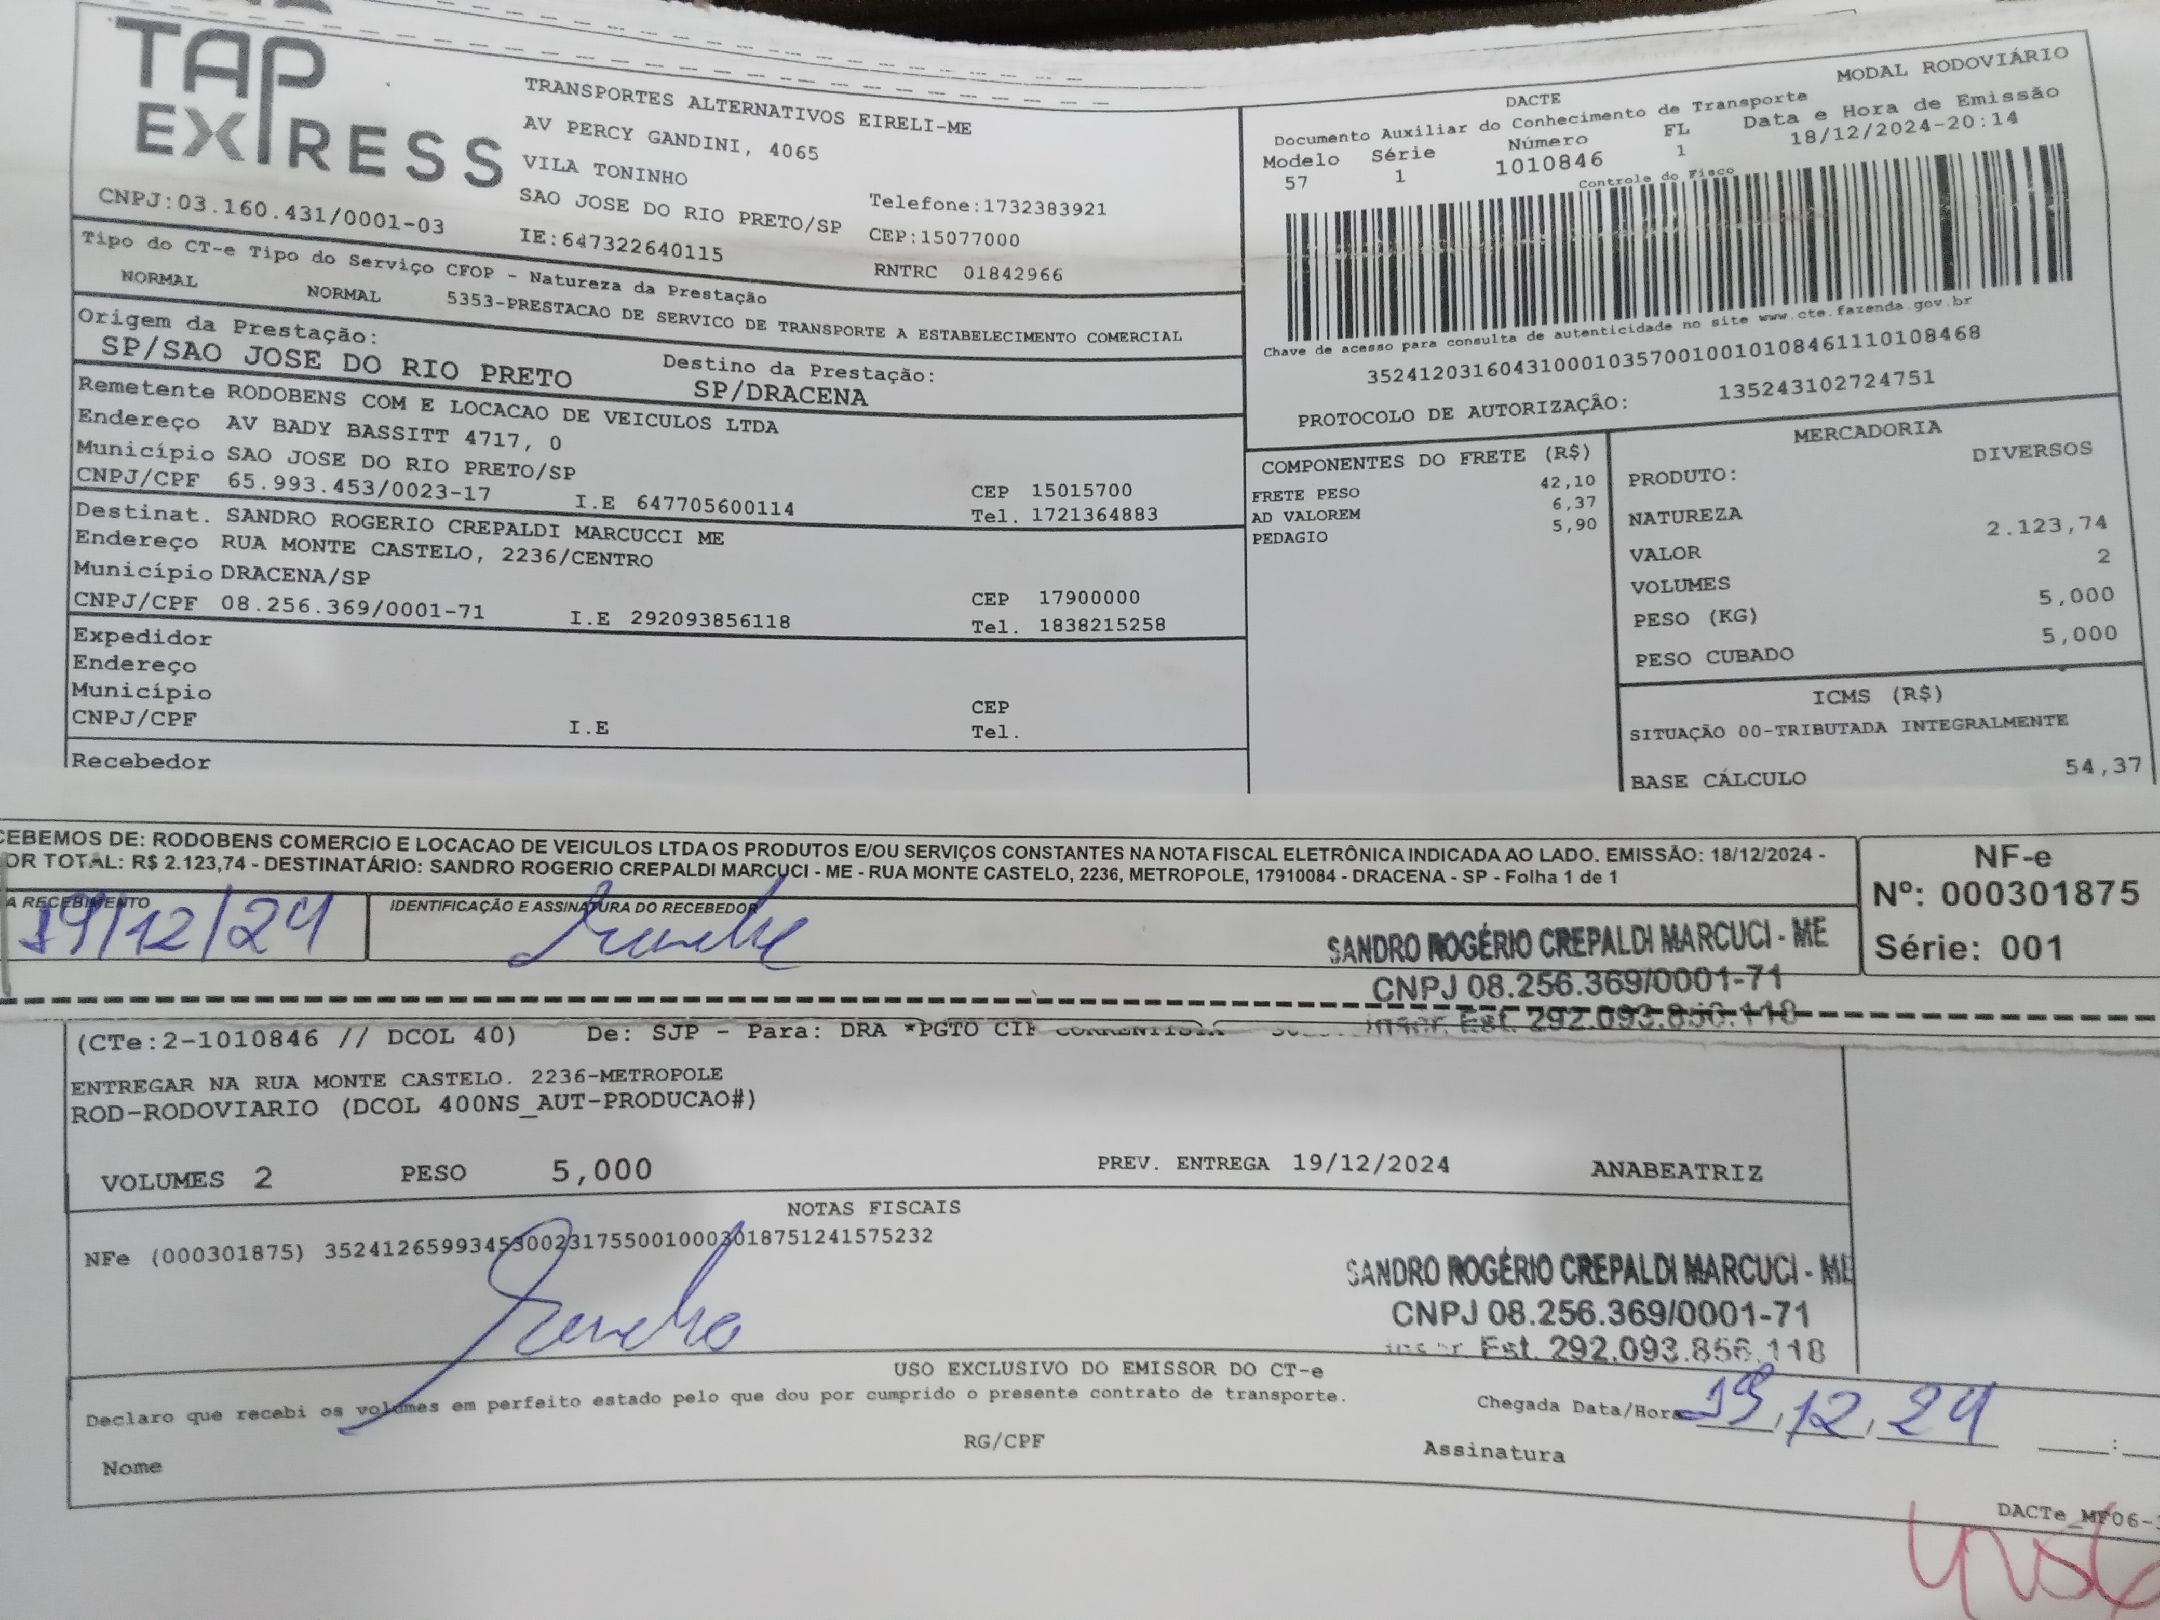 TAP
EXPRESS
CNPJ:03.160.431/0001-03
TRANSPORTES ALTERNATIVOS EIRELI-ME
AV PERCY GANDINI, 4065
VILA TONINHO
SAO JOSE DO RIO PRETO/SP
IE:647322640115
Telefone:1732383921
CEP:15077000
RNTRC 01842966
MODAL RODOVIÁRIO
DACTE
Documento Auxiliar do Conhecimento de Transporte
Modelo Série Número FL Data e Hora de Emissão
57 1 1010846 1 18/12/2024-20:14
Controle do Fisco
Chave de acesso para consulta de autenticidade no site www.cte.fazenda.gov.br
35241203160431000103570010010108461110108468
PROTOCOLO DE AUTORIZAÇÃO: 135243102724751
Tipo do CT-e Tipo do Serviço CFOP - Natureza da Prestação
NORMAL NORMAL 5353-PRESTACAO DE SERVICO DE TRANSPORTE A ESTABELECIMENTO COMERCIAL
Origem da Prestação: Destino da Prestação:
SP/SAO JOSE DO RIO PRETO SP/DRACENA
Remetente RODOBENS COM E LOCACAO DE VEICULOS LTDA
Endereço AV BADY BASSITT 4717, 0
Município SAO JOSE DO RIO PRETO/SP CEP 15015700
CNPJ/CPF 65.993.453/0023-17 I.E 647705600114 Tel. 1721364883
Destinat. SANDRO ROGERIO CREPALDI MARCUCCI ME
Endereço RUA MONTE CASTELO, 2236/CENTRO
Município DRACENA/SP CEP 17900000
CNPJ/CPF 08.256.369/0001-71 I.E 292093856118 Tel. 1838215258
Expedidor
Endereço
Município CEP
CNPJ/CPF I.E Tel.
Recebedor
COMPONENTES DO FRETE (R$)
FRETE PESO 42,10
AD VALOREM 6,37
PEDAGIO 5,90
MERCADORIA
PRODUTO: DIVERSOS
NATUREZA
VALOR 2.123,74
VOLUMES 2
PESO (KG) 5,000
PESO CUBADO 5,000
ICMS (R$)
SITUAÇÃO 00-TRIBUTADA INTEGRALMENTE
BASE CÁLCULO 54,37
CEBEMOS DE: RODOBENS COMERCIO E LOCACAO DE VEICULOS LTDA OS PRODUTOS E/OU SERVIÇOS CONSTANTES NA NOTA FISCAL ELETRÔNICA INDICADA AO LADO. EMISSÃO: 18/12/2024 -
OR TOTAL: R$ 2.123,74 - DESTINATÁRIO: SANDRO ROGERIO CREPALDI MARCUCI - ME - RUA MONTE CASTELO, 2236, METROPOLE, 17910084 - DRACENA - SP - Folha 1 de 1
A RECEBIMENTO IDENTIFICAÇÃO E ASSINATURA DO RECEBEDOR
19/12/24
NF-e
Nº: 000301875
Série: 001
SANDRO ROGÉRIO CREPALDI MARCUCI - ME
CNPJ 08.256.369/0001-71
Inscr. Est. 292.093.856.118
(CTe:2-1010846 // DCOL 40) De: SJP - Para: DRA *PGTO CIF CORRENTISTA
ENTREGAR NA RUA MONTE CASTELO. 2236-METROPOLE
ROD-RODOVIARIO (DCOL 400NS_AUT-PRODUCAO#)
VOLUMES 2 PESO 5,000 PREV. ENTREGA 19/12/2024 ANABEATRIZ
NOTAS FISCAIS
NFe (000301875) 35241265993453002317550010003018751241575232
SANDRO ROGÉRIO CREPALDI MARCUCI - ME
CNPJ 08.256.369/0001-71
Inscr. Est. 292.093.856.118
USO EXCLUSIVO DO EMISSOR DO CT-e
Declaro que recebi os volumes em perfeito estado pelo que dou por cumprido o presente contrato de transporte.
Chegada Data/Hora 19,12,24 :
Nome RG/CPF Assinatura
DACTe_MF06-